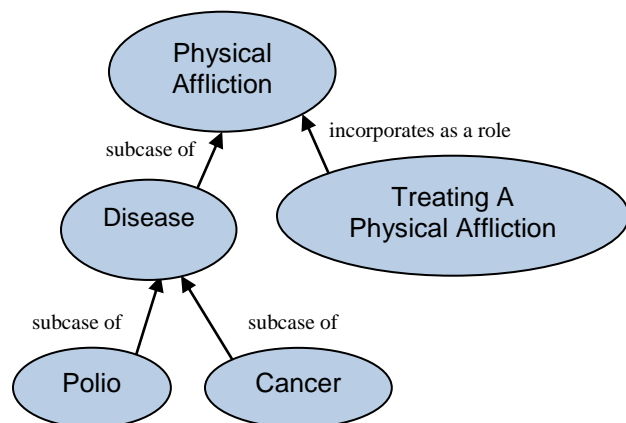 Physical
Affliction
incorporates as a role
subcase of
Treating A
Physical Affliction
Disease
subcase of
subcase of
Polio
Cancer